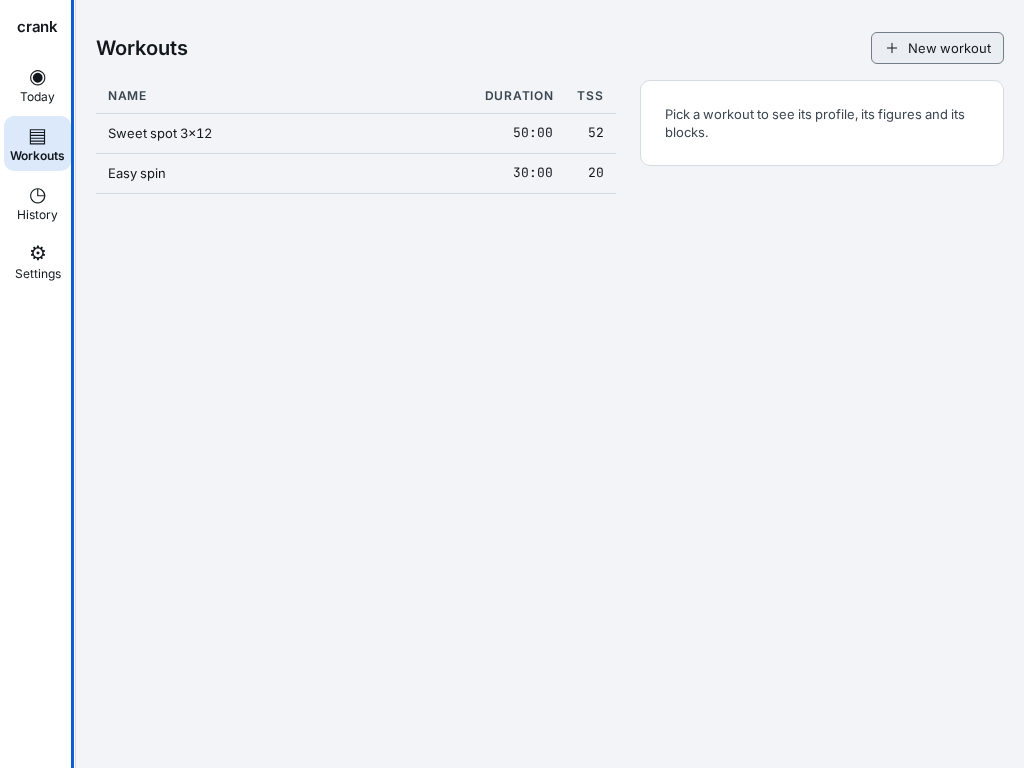 crank
Today
Workouts
History
Settings
Workouts
New workout
NAME DURATION TSS
Sweet spot 3×12 50:00 52
Easy spin 30:00 20
Pick a workout to see its profile, its figures and its
blocks.